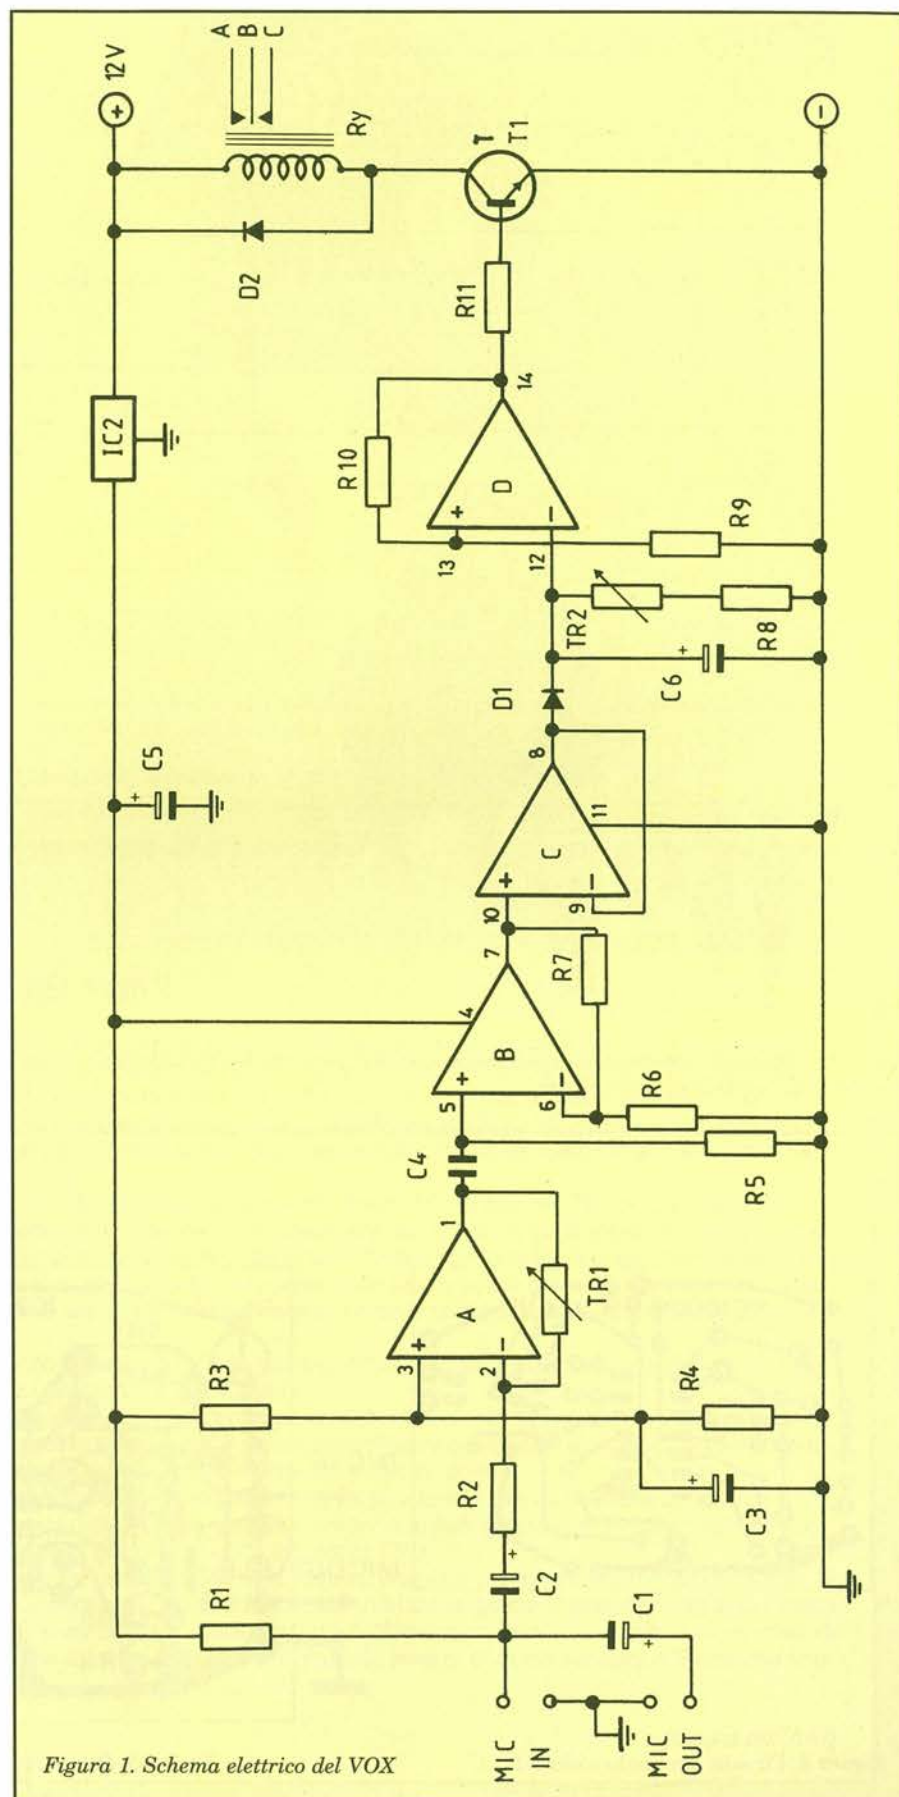 12V
A
B
C
Ry
D2
IC2
T1
R11
14
R10
D
+
-
13
12
R9
TR2
R8
C6
+
D1
C5
+
8
C
11
+
-
10
9
7
R7
4
B
+
-
5
6
R6
R5
C4
1
TR1
A
+
-
3
2
R3
R4
R2
C3
+
R1
C2
+
C1
+
MIC
IN
MIC
OUT
Figura 1. Schema elettrico del VOX